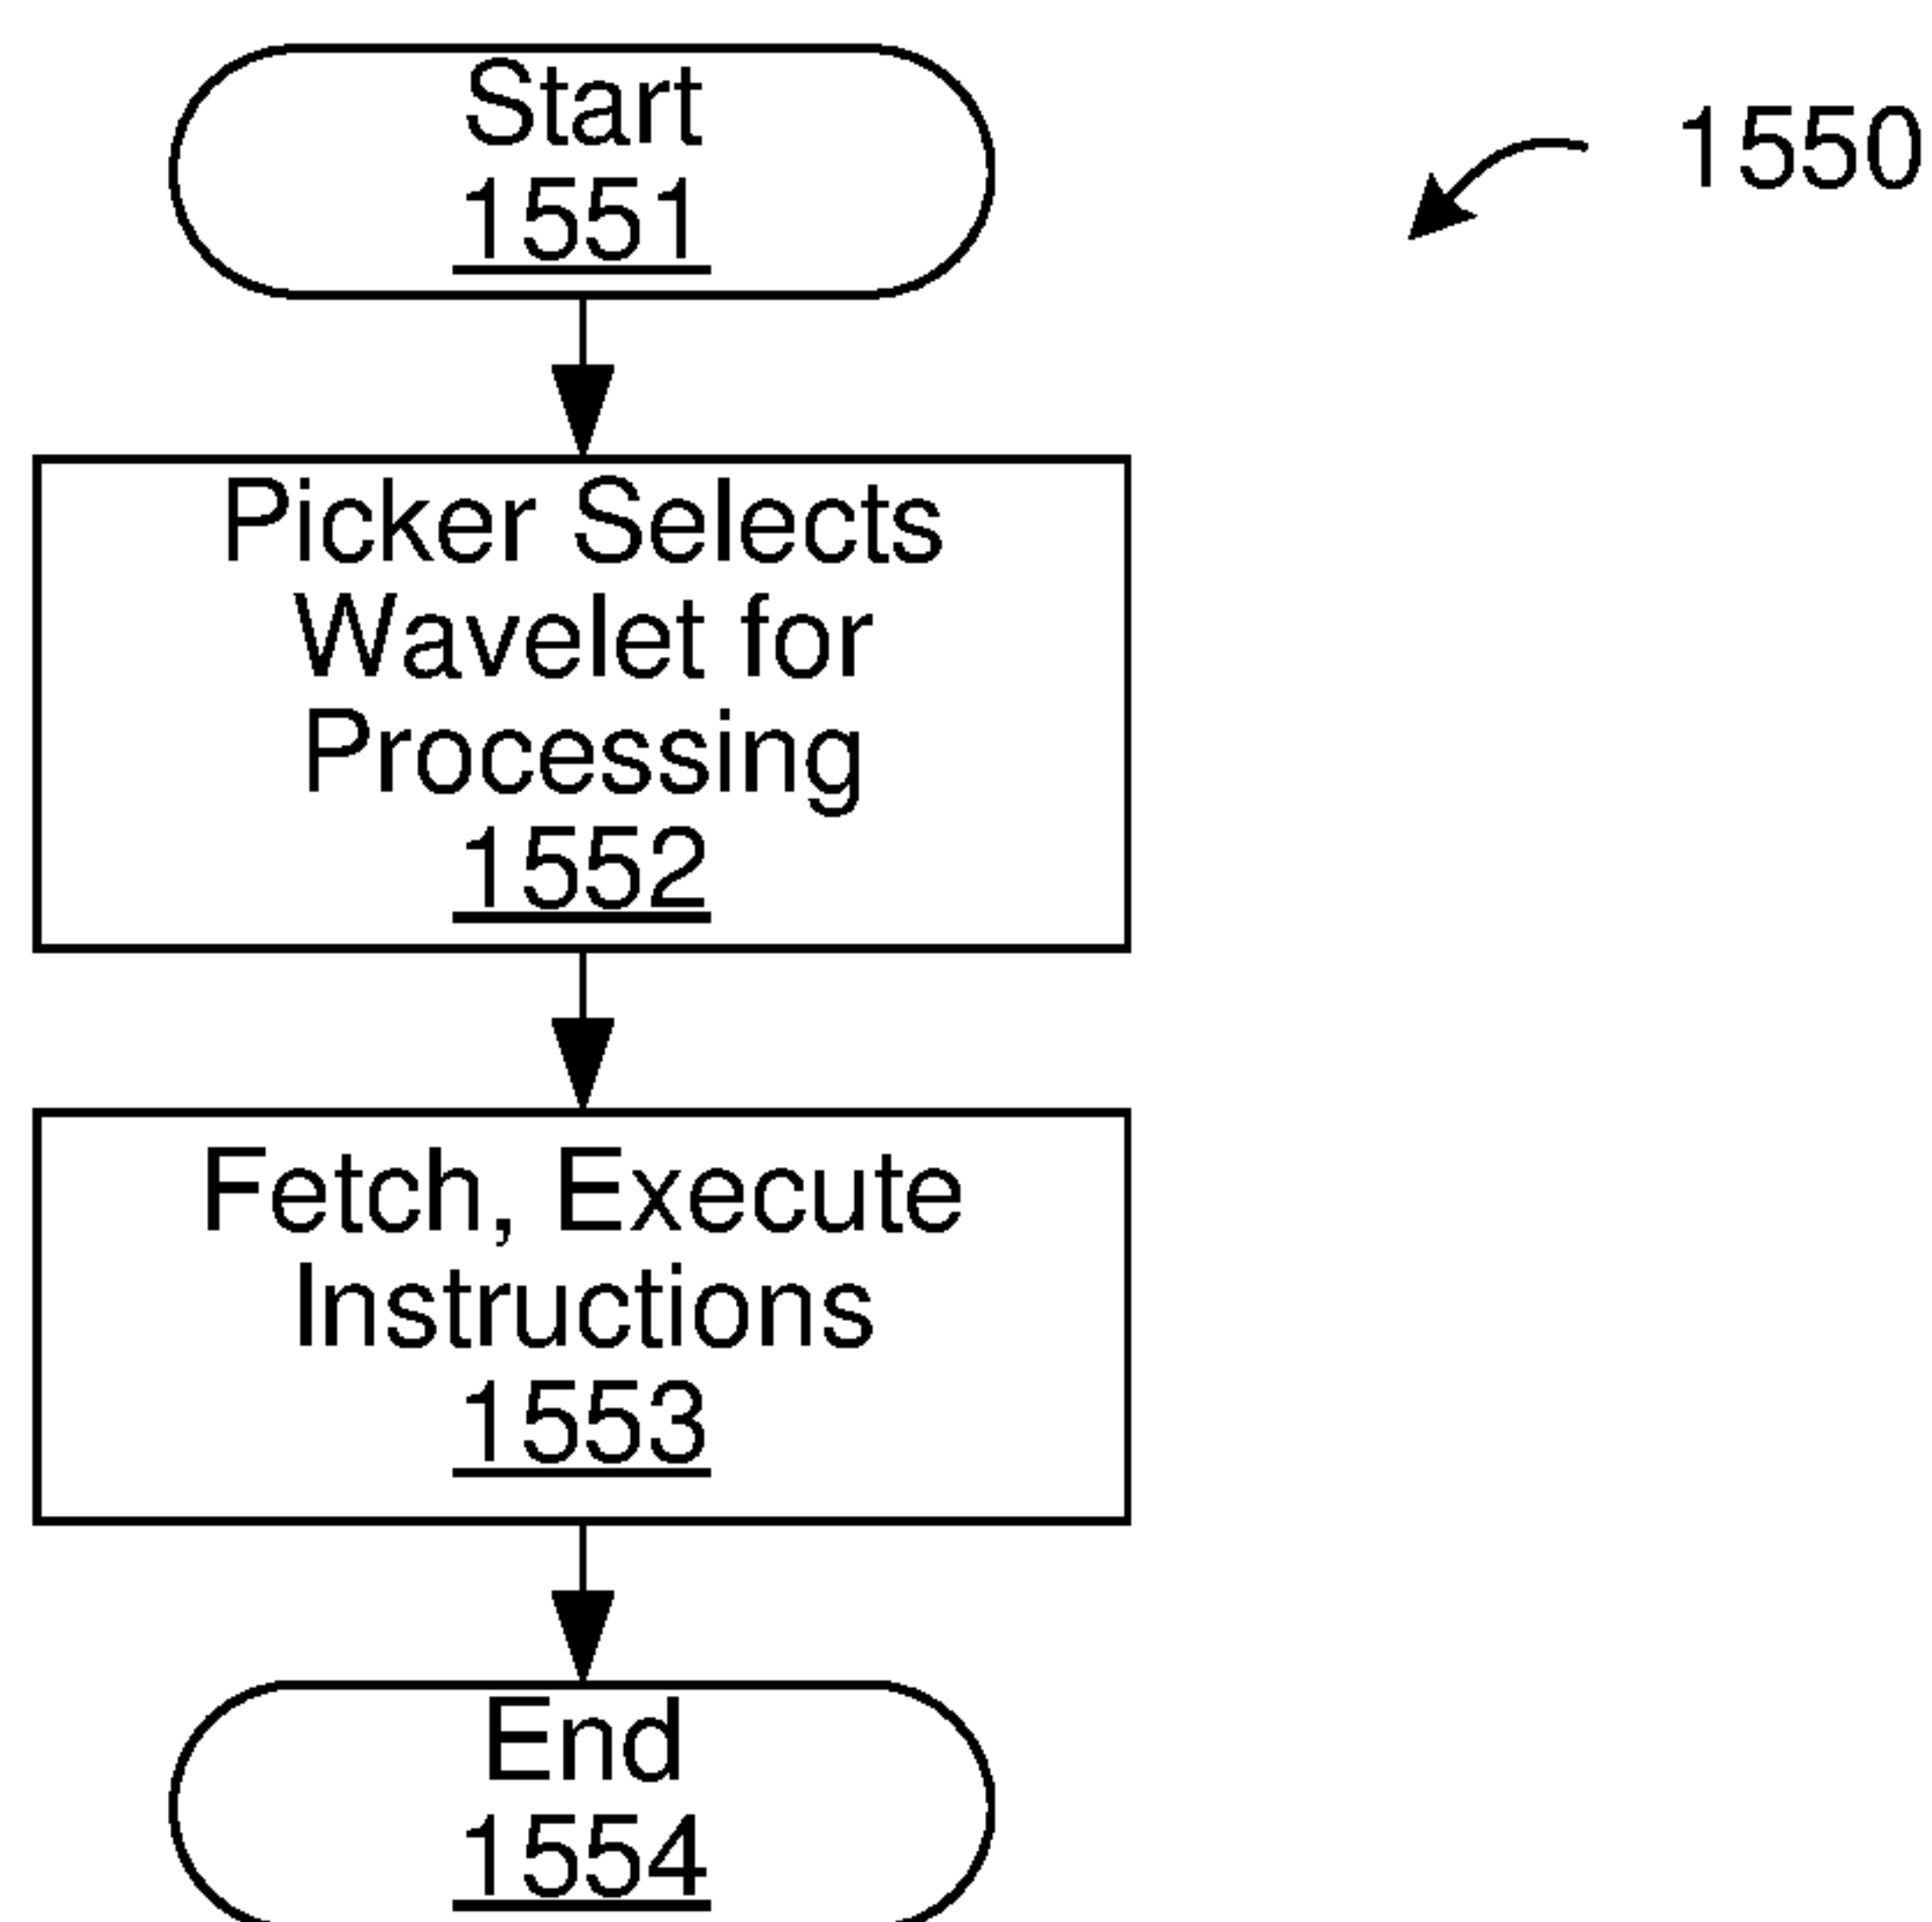 Start
1551
1550
Picker Selects
Wavelet for
Processing
1552
Fetch, Execute
Instructions
1553
End
1554